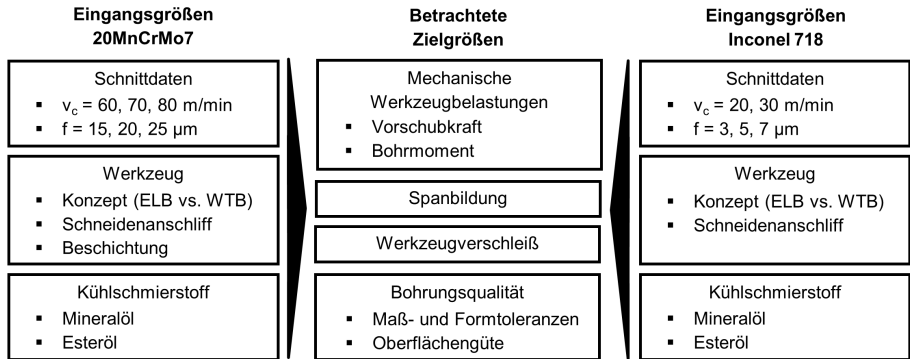 Eingangsgrößen
20MnCrMo7
Schnittdaten
▪ vc = 60, 70, 80 m/min
▪ f = 15, 20, 25 µm
Werkzeug
▪ Konzept (ELB vs. WTB)
▪ Schneidenanschliff
▪ Beschichtung
Kühlschmierstoff
▪ Mineralöl
▪ Esteröl
Betrachtete
Zielgrößen
Mechanische
Werkzeugbelastungen
▪ Vorschubkraft
▪ Bohrmoment
Spanbildung
Werkzeugverschleiß
Bohrungsqualität
▪ Maß- und Formtoleranzen
▪ Oberflächengüte
Eingangsgrößen
Inconel 718
Schnittdaten
▪ vc = 20, 30 m/min
▪ f = 3, 5, 7 µm
Werkzeug
▪ Konzept (ELB vs. WTB)
▪ Schneidenanschliff
Kühlschmierstoff
▪ Mineralöl
▪ Esteröl